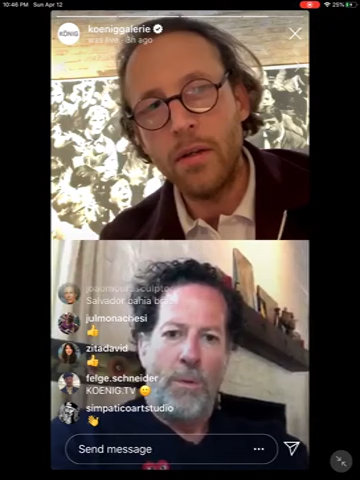 10:46 PM Sun Apr 12
25%
KÖNIG
koeniggalerie
was live · 3h ago
Salvador bahia
julmonachesi
👍
zitadavid
👍
felge.schneider
KOENIG.TV 😊
simpaticoartstudio
👋
Send message